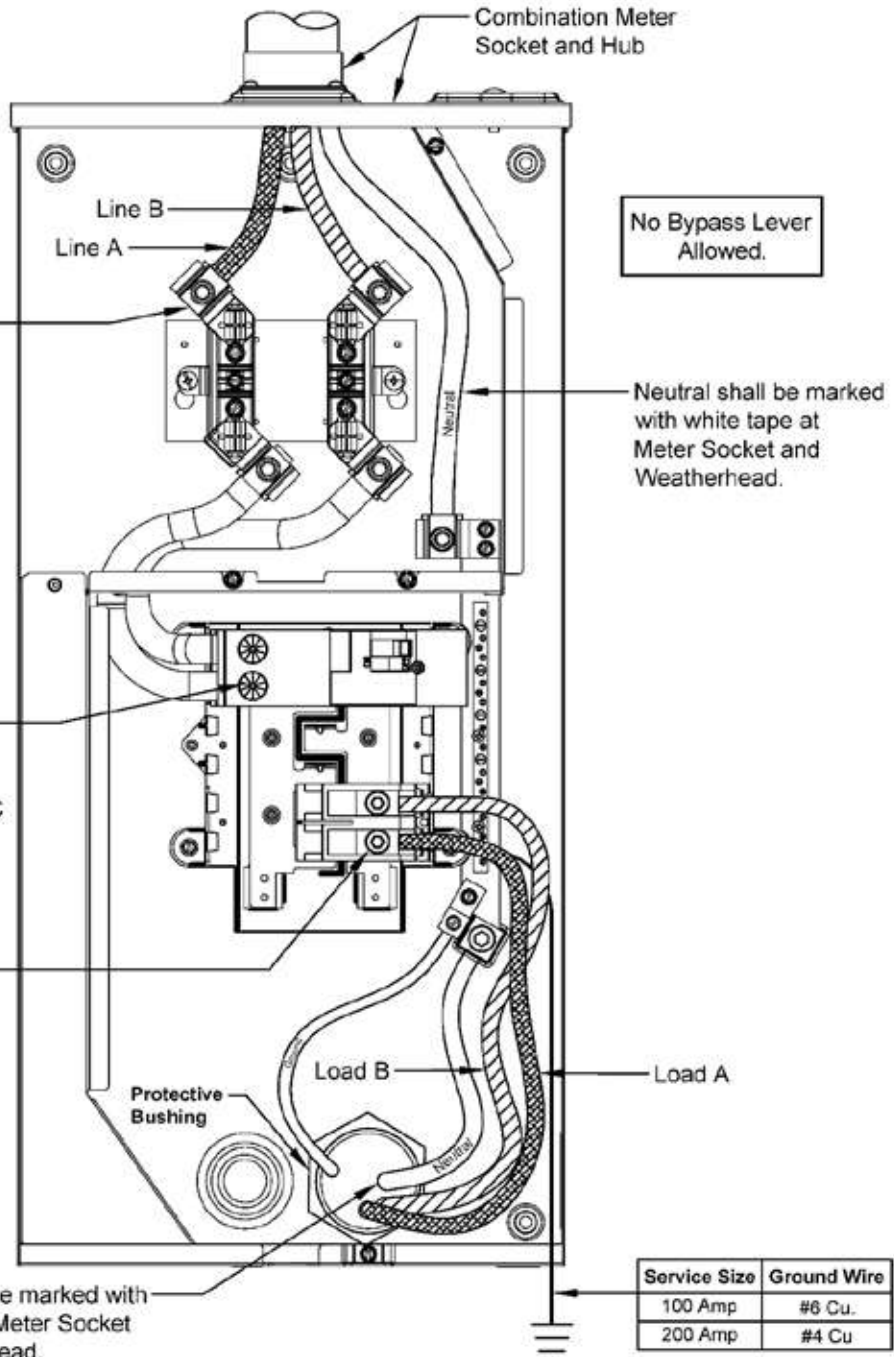 Combination Meter
Socket and Hub
Line B
Line A
No Bypass Lever
Allowed.
Neutral
Neutral shall be marked
with white tape at
Meter Socket and
Weatherhead.
Load B
Load A
Protective
Bushing
Neutral
e marked with
Meter Socket
ead.
Service Size Ground Wire
100 Amp #6 Cu.
200 Amp #4 Cu